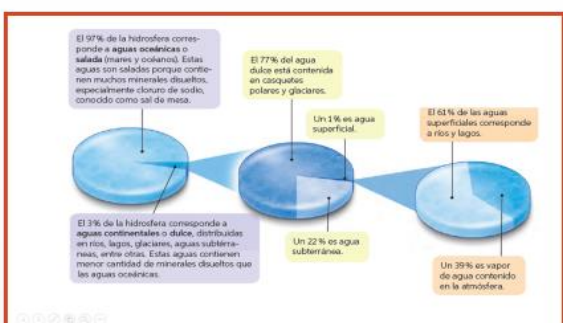 El 97% de la hidrosfera corres-
ponde a aguas oceánicas o
salada (mares y océanos). Estas
aguas son saladas porque contie-
nen muchos minerales disueltos,
especialmente cloruro de sodio,
conocido como sal de mesa.
El 77% del agua
dulce está contenida
en casquetes
polares y glaciares.
Un 1% es agua
superficial.
El 61% de las aguas
superficiales corresponde
a ríos y lagos.
El 3% de la hidrosfera corresponde a
aguas continentales o dulce, distribuidas
en ríos, lagos, glaciares, aguas subterrá-
neas, entre otras. Estas aguas contienen
menor cantidad de minerales disueltos que
las aguas oceánicas.
Un 22% es agua
subterránea.
Un 39% es vapor
de agua contenido
en la atmósfera.